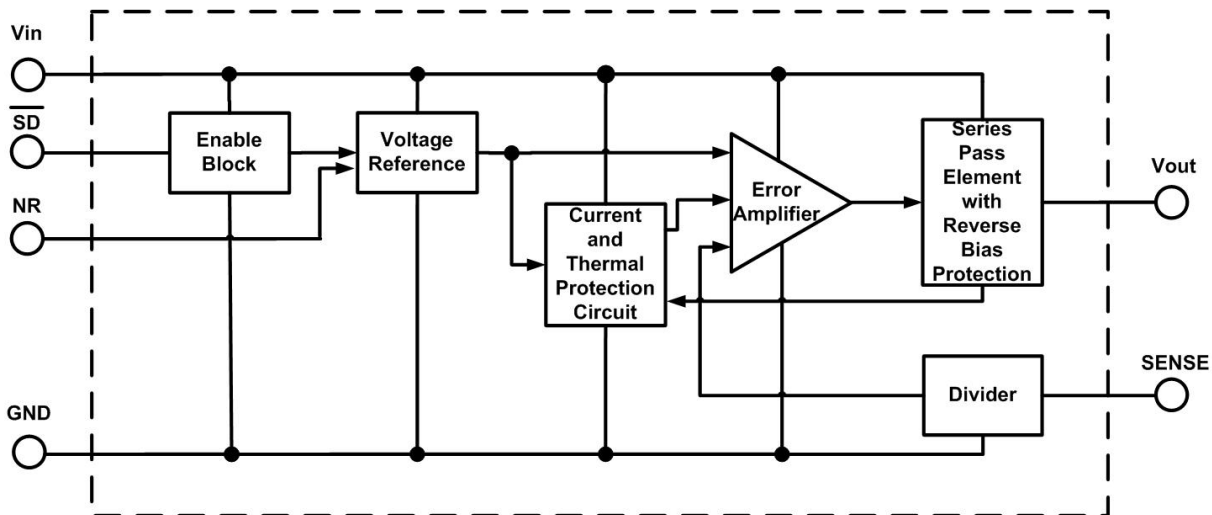 Vin
SD
NR
GND
Enable
Block
Voltage
Reference
Current
and
Thermal
Protection
Circuit
Error
Amplifier
Series
Pass
Element
with
Reverse
Bias
Protection
Divider
Vout
SENSE